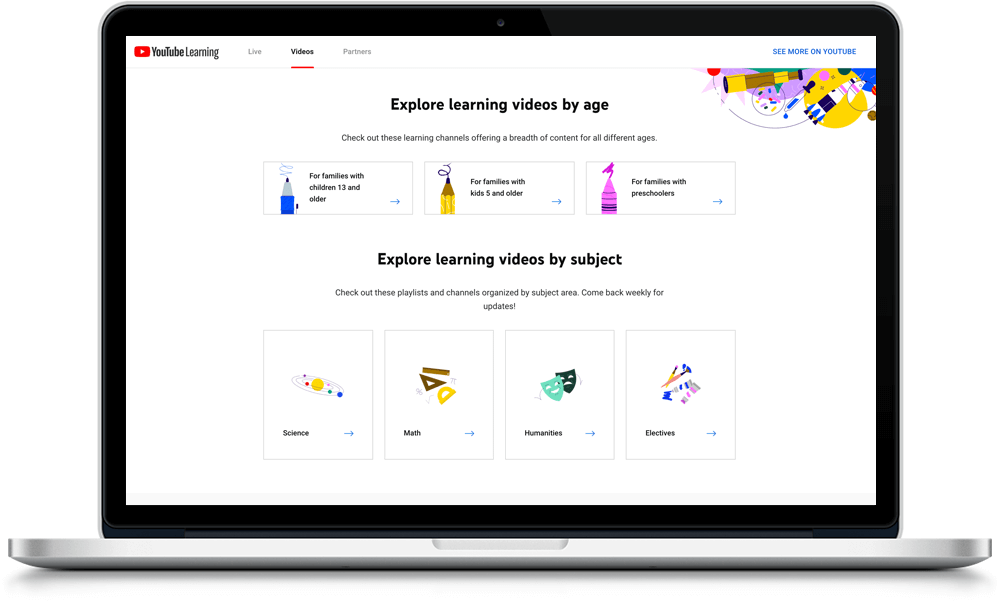 YouTube Learning
Live
Videos
Partners
SEE MORE ON YOUTUBE
Explore learning videos by age
Check out these learning channels offering a breadth of content for all different ages.
For families with
children 13 and
older
For families with
kids 5 and older
For families with
preschoolers
Explore learning videos by subject
Check out these playlists and channels organized by subject area. Come back weekly for
updates!
Science
Math
Humanities
Electives